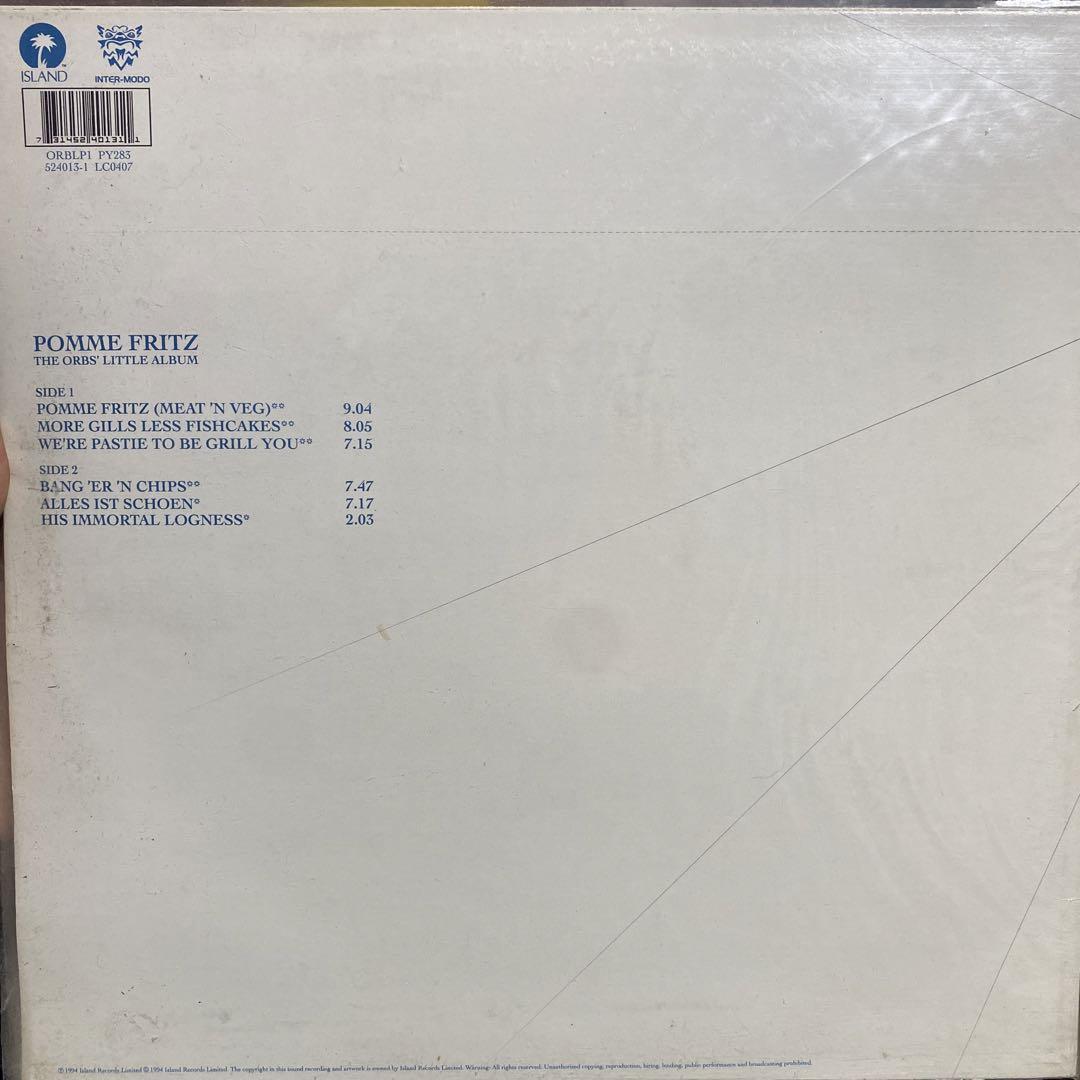 ISLAND
INTER-MODO
7 31452 40131 1
ORBLP1 PY283
524013-1 LC0407
POMME FRITZ
THE ORBS' LITTLE ALBUM
SIDE 1
POMME FRITZ (MEAT 'N VEG)** 9.04
MORE GILLS LESS FISHCAKES** 8.05
WE'RE PASTIE TO BE GRILL YOU** 7.15
SIDE 2
BANG 'ER 'N CHIPS** 7.47
ALLES IST SCHOEN* 7.17
HIS IMMORTAL LOGNESS* 2.03
℗ 1994 Island Records Limited © 1994 Island Records Limited. The copyright in this sound recording and artwork is owned by Island Records Limited. Warning: All rights reserved. Unauthorized copying, reproduction, hiring, lending, public performance and broadcasting prohibited.